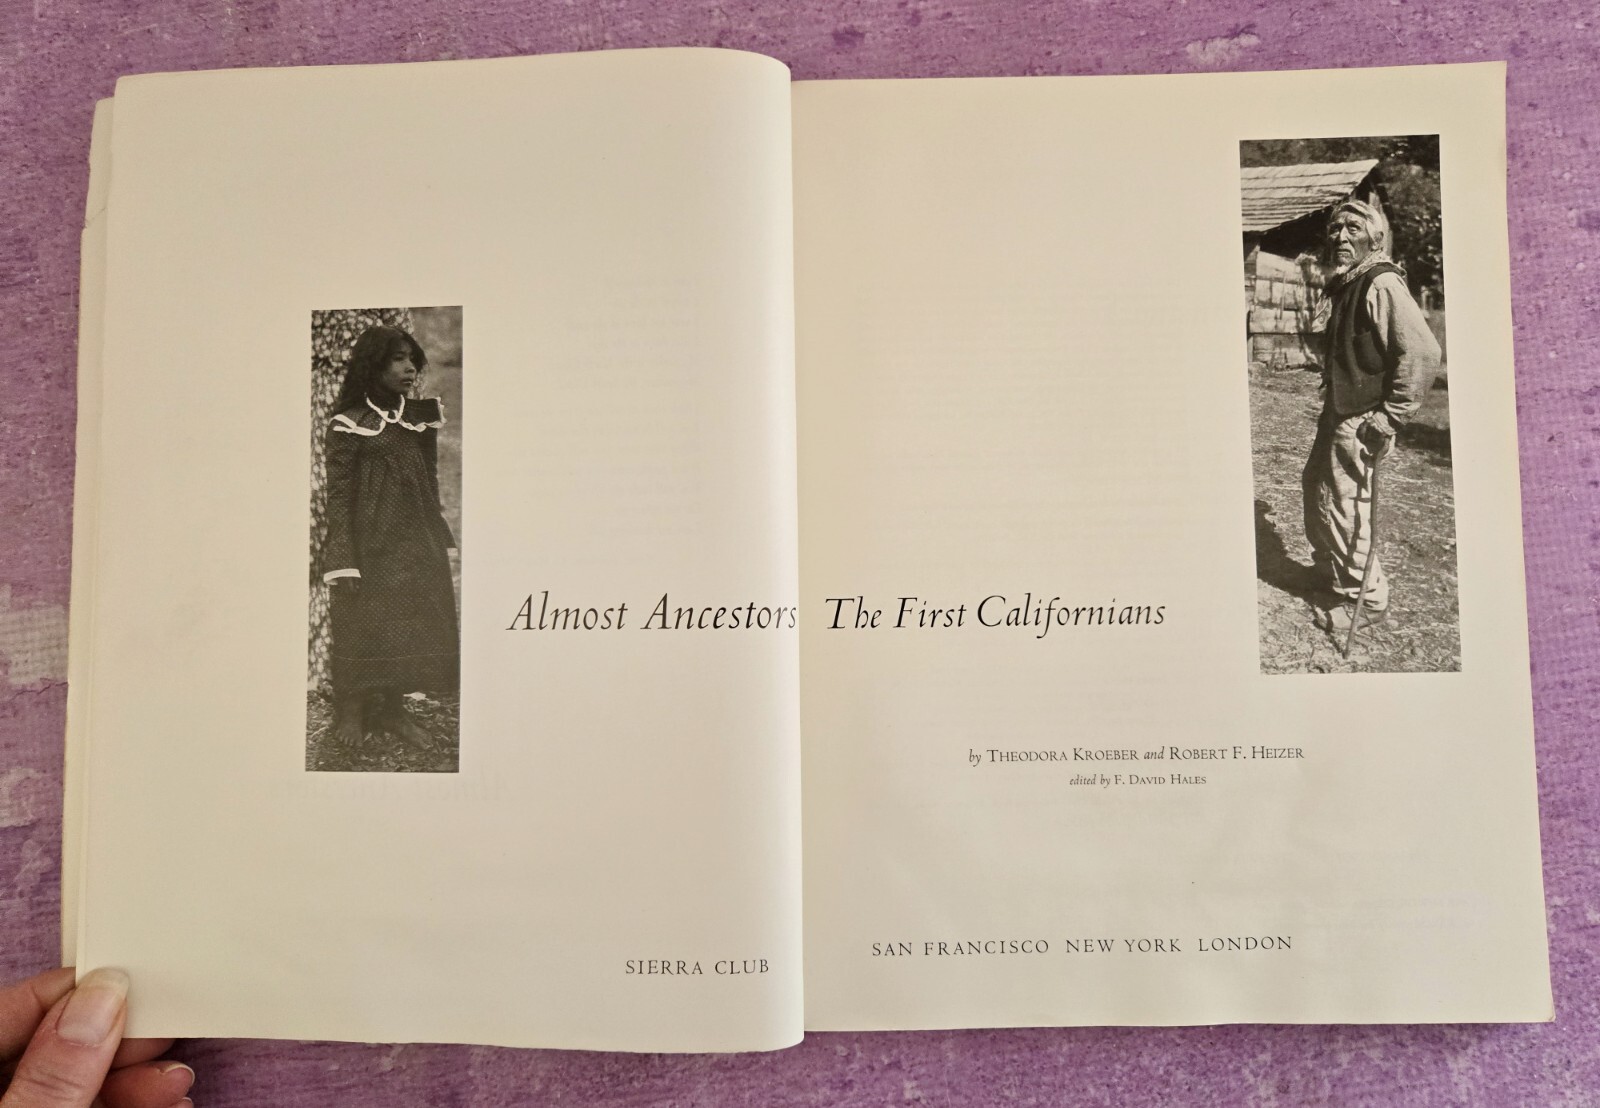 Almost Ancestors The First Californians
by THEODORA KROEBER and ROBERT F. HEIZER
edited by F. DAVID HALES
SIERRA CLUB
SAN FRANCISCO NEW YORK LONDON